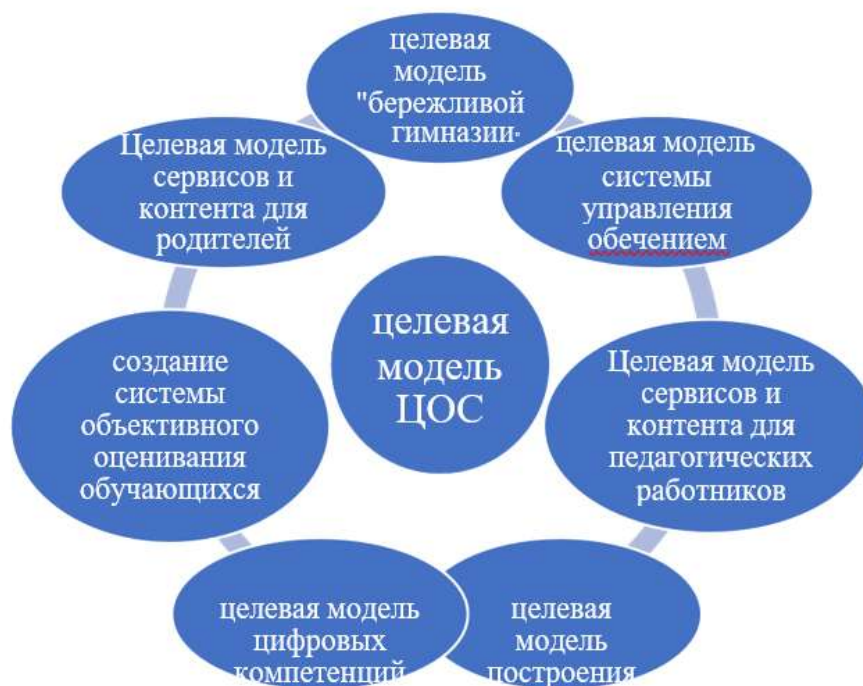 целевая
модель
"бережливой
гимназии"
целевая модель
системы
управления
обечением
Целевая модель
сервисов и
контента для
педагогических
работников
целевая
модель
построения
целевая модель
цифровых
компетенций
создание
системы
объективного
оценивания
обучающихся
Целевая модель
сервисов и
контента для
родителей
целевая
модель
ЦОС